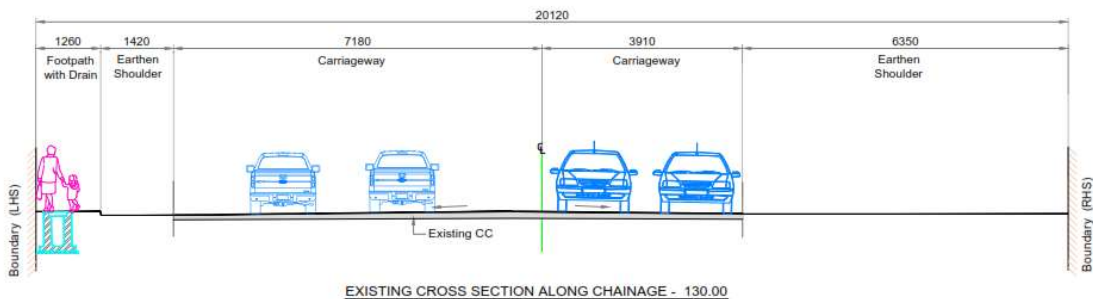 20120
1260
1420
7180
3910
6350
Footpath
with Drain
Earthen
Shoulder
Carriageway
Carriageway
Earthen
Shoulder
Boundary (LHS)
℄
Boundary (RHS)
Existing CC
EXISTING CROSS SECTION ALONG CHAINAGE - 130.00